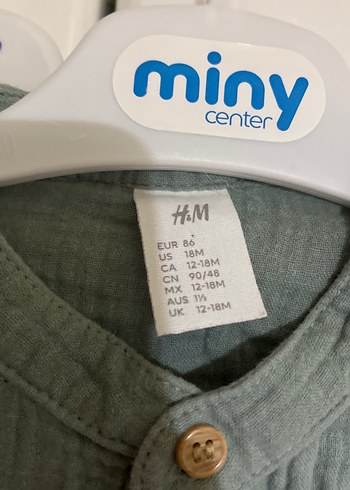 miny
center
H&M
EUR 86
US 18M
CA 12-18M
CN 90/48
MX 12-18M
AUS 1½
UK 12-18M